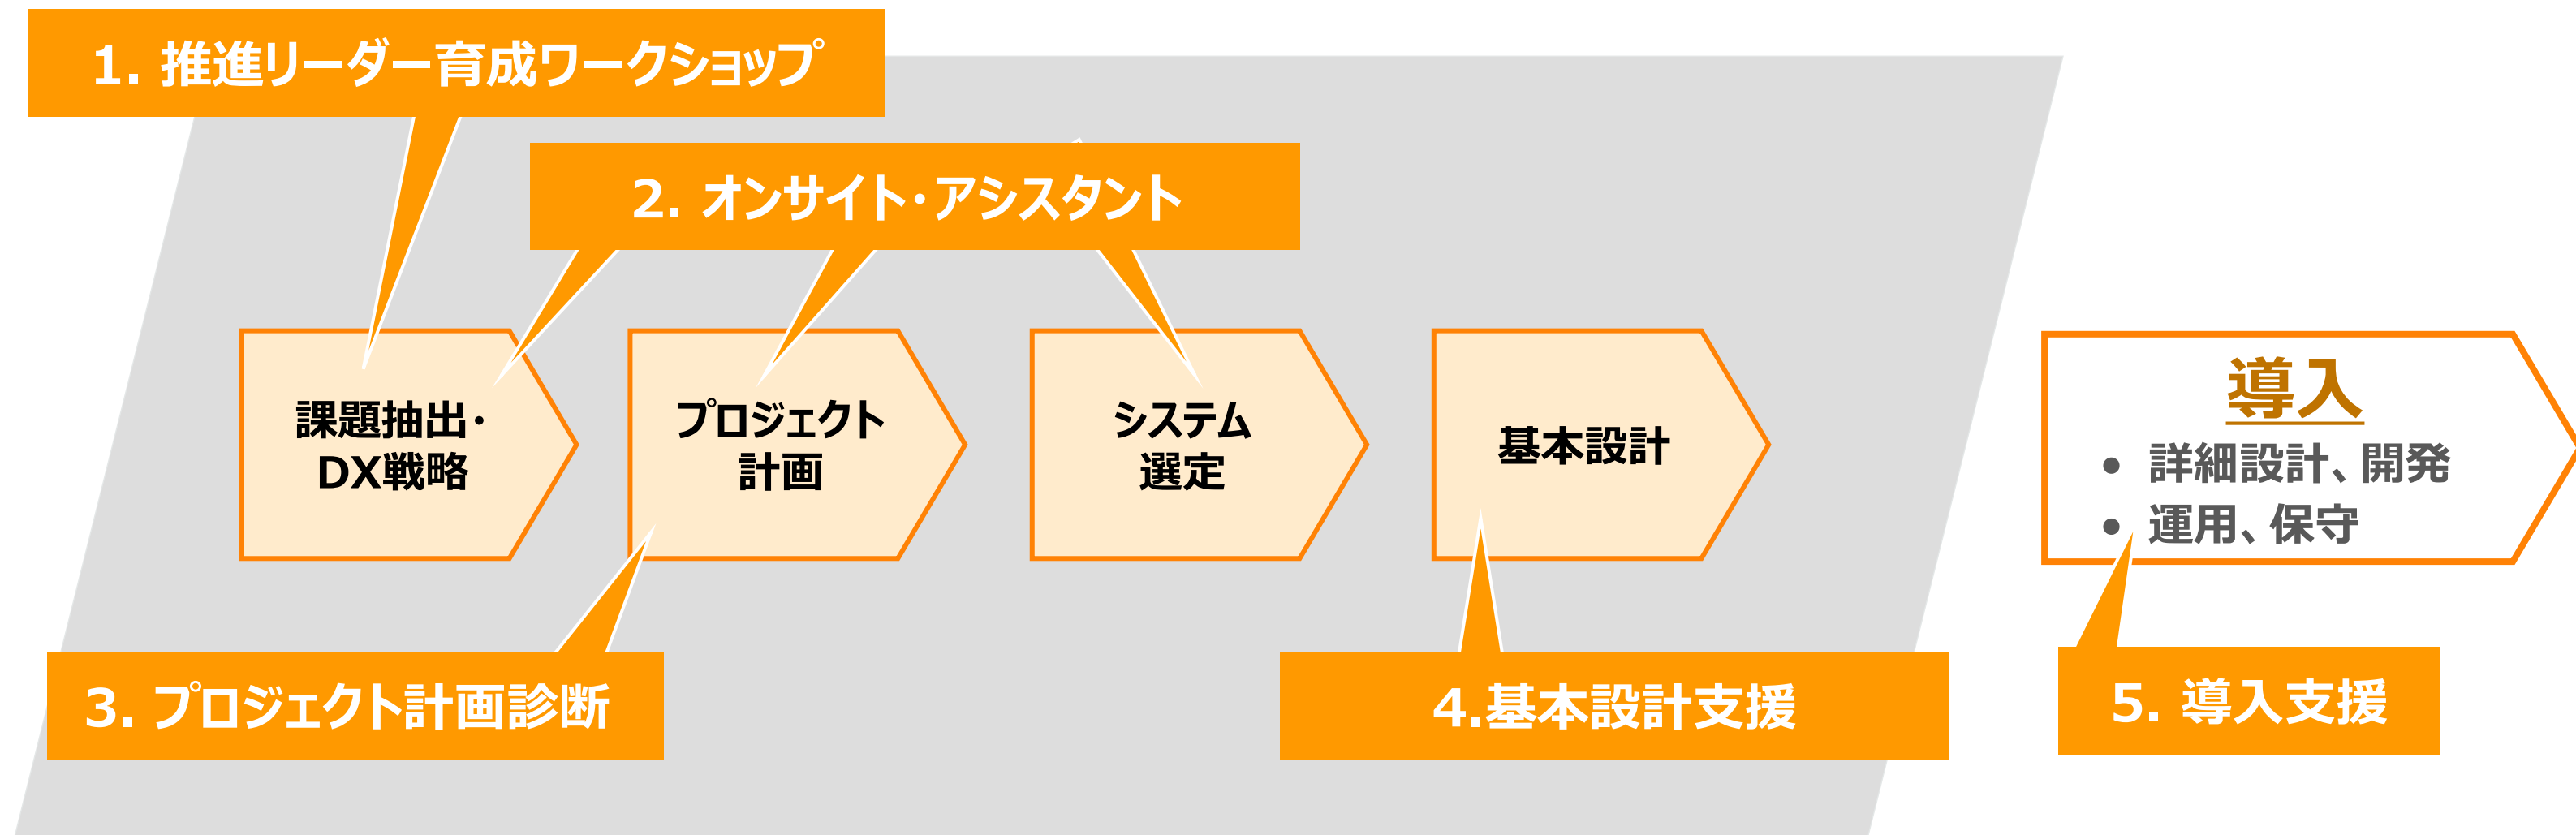 1. 推進リーダー育成ワークショップ
2. オンサイト・アシスタント
課題抽出・
DX戦略
プロジェクト
計画
システム
選定
基本設計
導入
• 詳細設計、開発
• 運用、保守
3. プロジェクト計画診断
4.基本設計支援
5. 導入支援